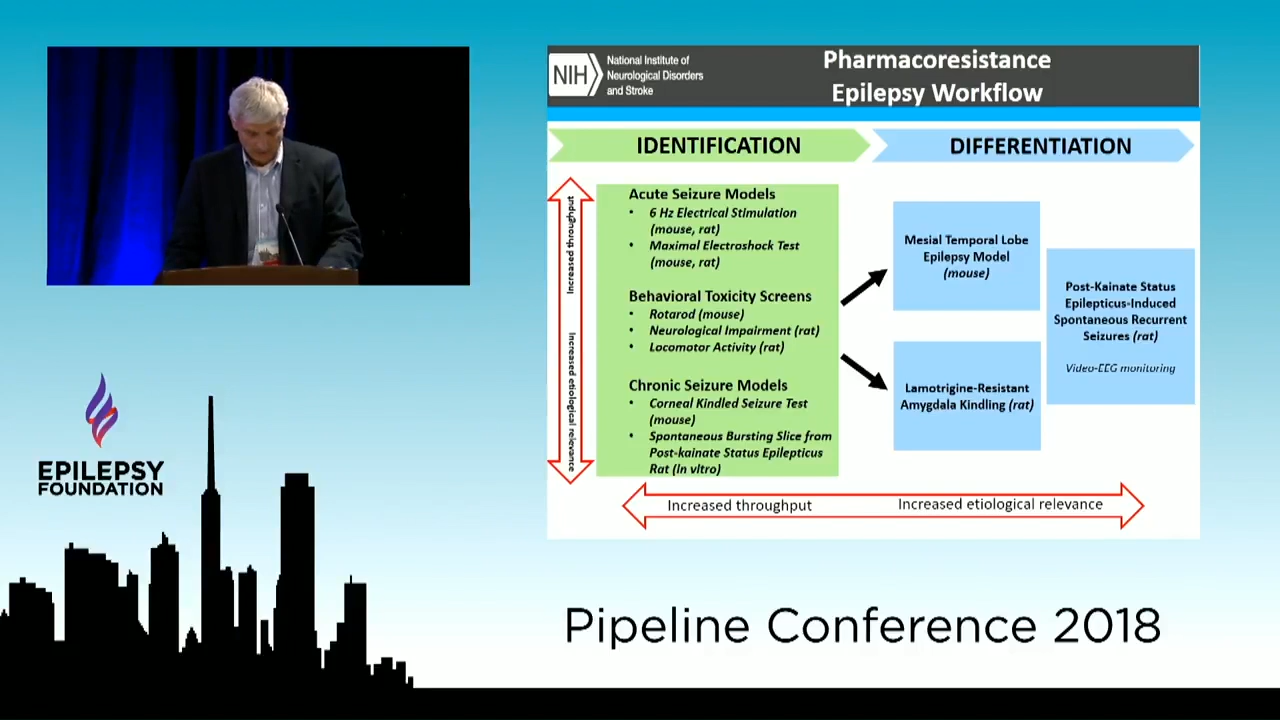 NIH
National Institute of
Neurological Disorders
and Stroke
Pharmacoresistance
Epilepsy Workflow
IDENTIFICATION
DIFFERENTIATION
Increased throughput
Increased etiological relevance
Acute Seizure Models
• 6 Hz Electrical Stimulation
(mouse, rat)
• Maximal Electroshock Test
(mouse, rat)
Behavioral Toxicity Screens
• Rotarod (mouse)
• Neurological Impairment (rat)
• Locomotor Activity (rat)
Chronic Seizure Models
• Corneal Kindled Seizure Test
(mouse)
• Spontaneous Bursting Slice from
Post-kainate Status Epilepticus
Rat (in vitro)
Mesial Temporal Lobe
Epilepsy Model
(mouse)
Lamotrigine-Resistant
Amygdala Kindling (rat)
Post-Kainate Status
Epilepticus-Induced
Spontaneous Recurrent
Seizures (rat)
Video-EEG monitoring
Increased throughput
Increased etiological relevance
EPILEPSY
FOUNDATION
Pipeline Conference 2018